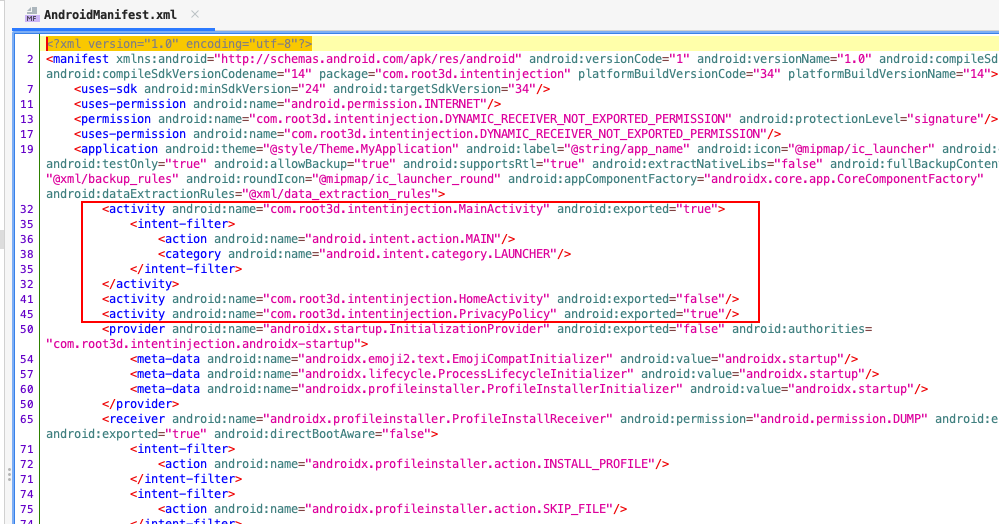 MF AndroidManifest.xml ×
<?xml version="1.0" encoding="utf-8"?>
2 <manifest xmlns:android="http://schemas.android.com/apk/res/android" android:versionCode="1" android:versionName="1.0" android:compileSd
android:compileSdkVersionCodename="14" package="com.root3d.intentinjection" platformBuildVersionCode="34" platformBuildVersionName="14">
7 <uses-sdk android:minSdkVersion="24" android:targetSdkVersion="34"/>
11 <uses-permission android:name="android.permission.INTERNET"/>
13 <permission android:name="com.root3d.intentinjection.DYNAMIC_RECEIVER_NOT_EXPORTED_PERMISSION" android:protectionLevel="signature"/>
17 <uses-permission android:name="com.root3d.intentinjection.DYNAMIC_RECEIVER_NOT_EXPORTED_PERMISSION"/>
19 <application android:theme="@style/Theme.MyApplication" android:label="@string/app_name" android:icon="@mipmap/ic_launcher" android:
android:testOnly="true" android:allowBackup="true" android:supportsRtl="true" android:extractNativeLibs="false" android:fullBackupConten
"@xml/backup_rules" android:roundIcon="@mipmap/ic_launcher_round" android:appComponentFactory="androidx.core.app.CoreComponentFactory"
android:dataExtractionRules="@xml/data_extraction_rules">
32 <activity android:name="com.root3d.intentinjection.MainActivity" android:exported="true">
35 <intent-filter>
36 <action android:name="android.intent.action.MAIN"/>
38 <category android:name="android.intent.category.LAUNCHER"/>
35 </intent-filter>
32 </activity>
41 <activity android:name="com.root3d.intentinjection.HomeActivity" android:exported="false"/>
45 <activity android:name="com.root3d.intentinjection.PrivacyPolicy" android:exported="true"/>
50 <provider android:name="androidx.startup.InitializationProvider" android:exported="false" android:authorities=
"com.root3d.intentinjection.androidx-startup">
54 <meta-data android:name="androidx.emoji2.text.EmojiCompatInitializer" android:value="androidx.startup"/>
57 <meta-data android:name="androidx.lifecycle.ProcessLifecycleInitializer" android:value="androidx.startup"/>
60 <meta-data android:name="androidx.profileinstaller.ProfileInstallerInitializer" android:value="androidx.startup"/>
50 </provider>
65 <receiver android:name="androidx.profileinstaller.ProfileInstallReceiver" android:permission="android.permission.DUMP" android:e
android:exported="true" android:directBootAware="false">
71 <intent-filter>
72 <action android:name="androidx.profileinstaller.action.INSTALL_PROFILE"/>
71 </intent-filter>
74 <intent-filter>
75 <action android:name="androidx.profileinstaller.action.SKIP_FILE"/>
74 </intent-filter>